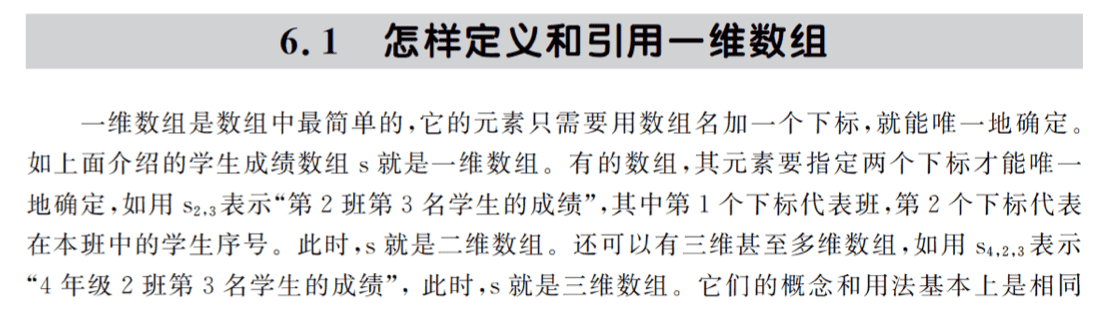 6.1 怎样定义和引用一维数组
一维数组是数组中最简单的,它的元素只需要用数组名加一个下标,就能唯一地确定。
如上面介绍的学生成绩数组 s 就是一维数组。有的数组,其元素要指定两个下标才能唯一
地确定,如用 s₂,₃表示“第 2 班第 3 名学生的成绩”,其中第 1 个下标代表班,第 2 个下标代表
在本班中的学生序号。此时,s 就是二维数组。还可以有三维甚至多维数组,如用 s₄,₂,₃表示
“4 年级 2 班第 3 名学生的成绩”, 此时,s 就是三维数组。它们的概念和用法基本上是相同